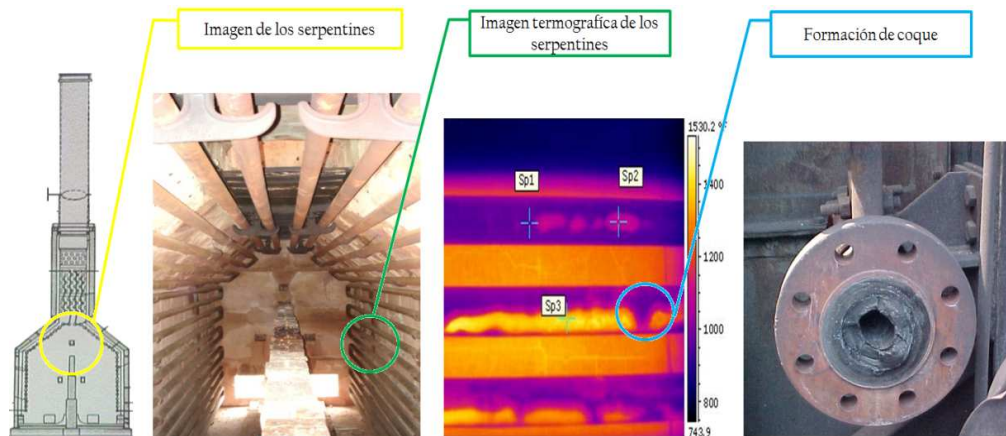 Imagen de los serpentines
Imagen termografíca de los
serpentines
Formación de coque
1530.2 °F
Sp1
Sp2
1400
1200
Sp3
1000
800
743.9